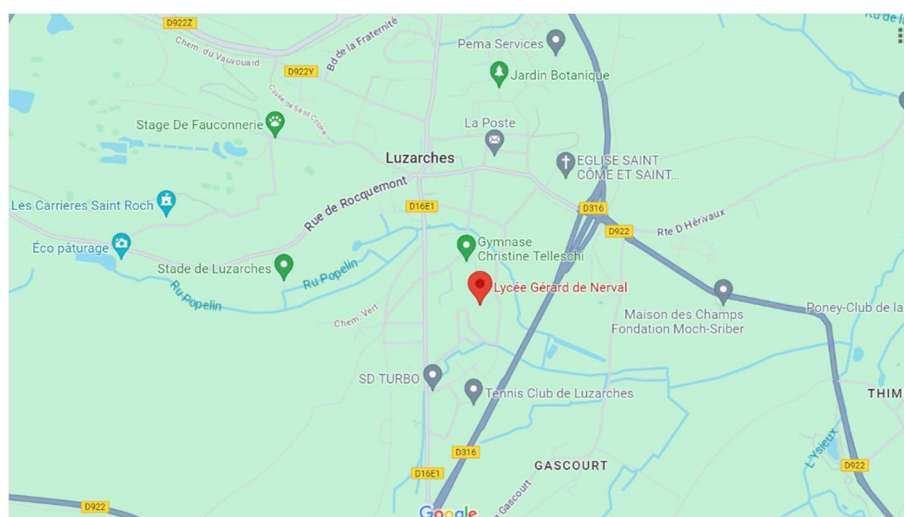 D922Z
Chem. du Vauvouard
Bd de la Fraternité
Pema Services
D922Y
Jardin Botanique
Stage De Fauconnerie
La Poste
Luzarches
EGLISE SAINT
CÔME ET SAINT...
Les Carrieres Saint Roch
Rue de Rocquemont
D16E1
D316
D922
Rte D Hérivaux
Éco pâturage
Gymnase
Christine Telleschi
Stade de Luzarches
Ru Popelin
Ru Popelin
Lycée Gérard de Nerval
Chem. Vert
Maison des Champs
Fondation Moch-Sriber
Poney-Club de la
SD TURBO
Tennis Club de Luzarches
THIM
D316
GASCOURT
L'Ysieux
D16E1
D922
D922
Gascourt
Google